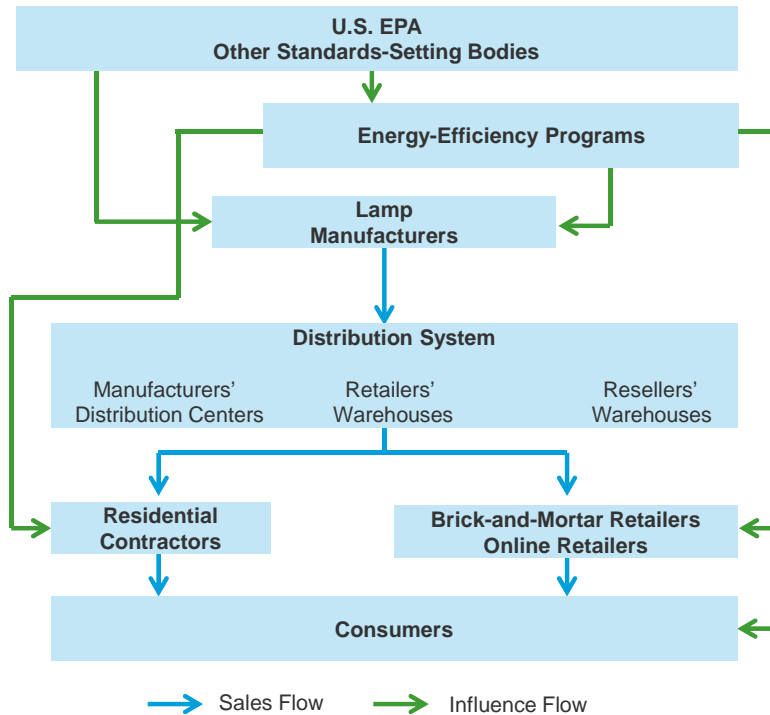 U.S. EPA
Other Standards-Setting Bodies
Energy-Efficiency Programs
Lamp
Manufacturers
Distribution System
Manufacturers’
Distribution Centers
Retailers’
Warehouses
Resellers’
Warehouses
Residential
Contractors
Brick-and-Mortar Retailers
Online Retailers
Consumers
Sales Flow
Influence Flow